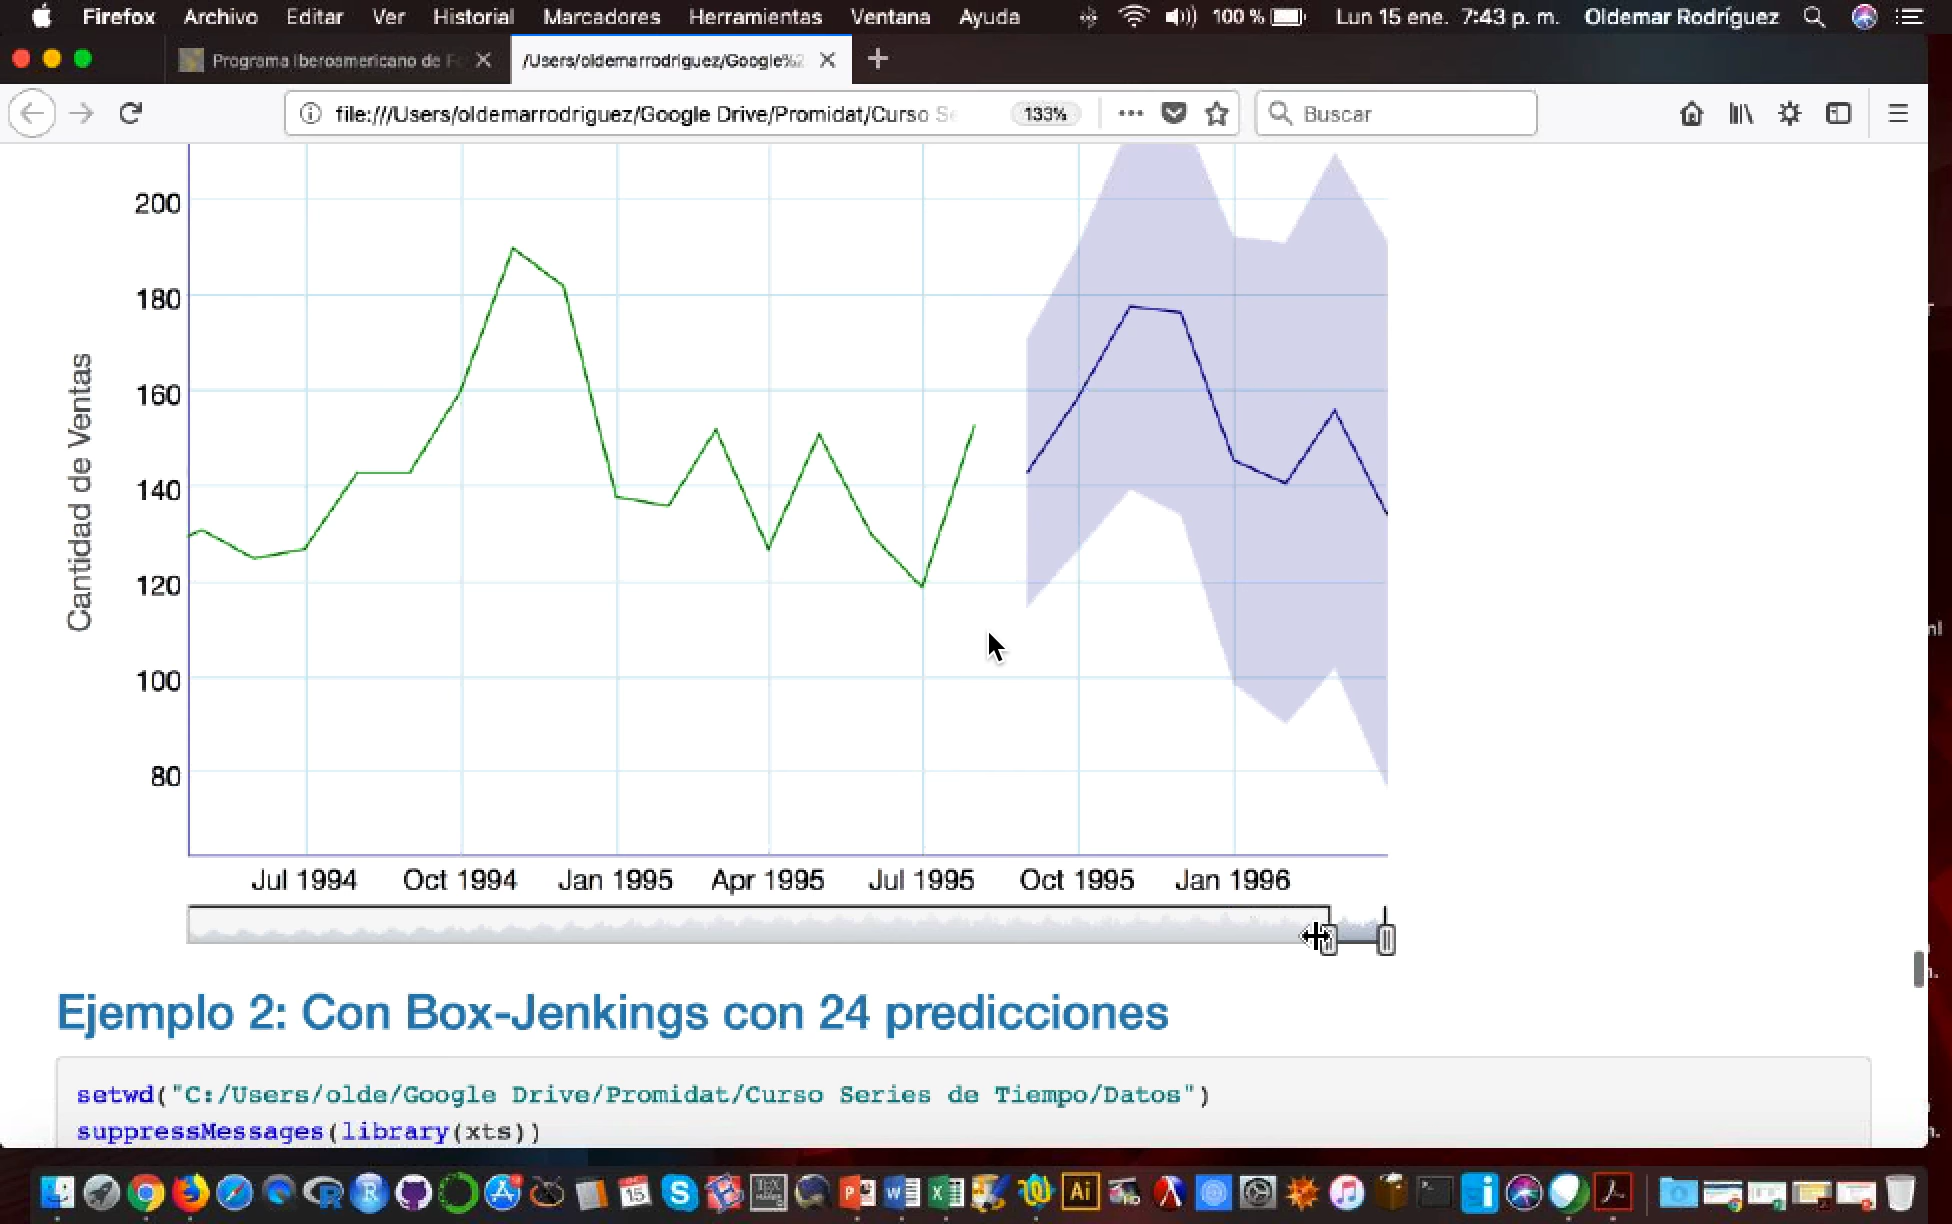 Firefox Archivo Editar Ver Historial Marcadores Herramientas Ventana Ayuda 100 % Lun 15 ene. 7:43 p. m. Oldemar Rodríguez
Programa Iberoamericano de F
/Users/oldemarrodriguez/Google%2
file:///Users/oldemarrodriguez/Google Drive/Promidat/Curso Se
133%
Buscar
200
180
160
140
120
100
80
Cantidad de Ventas
Jul 1994 Oct 1994 Jan 1995 Apr 1995 Jul 1995 Oct 1995 Jan 1996
Ejemplo 2: Con Box-Jenkings con 24 predicciones
setwd("C:/Users/olde/Google Drive/Promidat/Curso Series de Tiempo/Datos")
suppressMessages(library(xts))
15
Ai